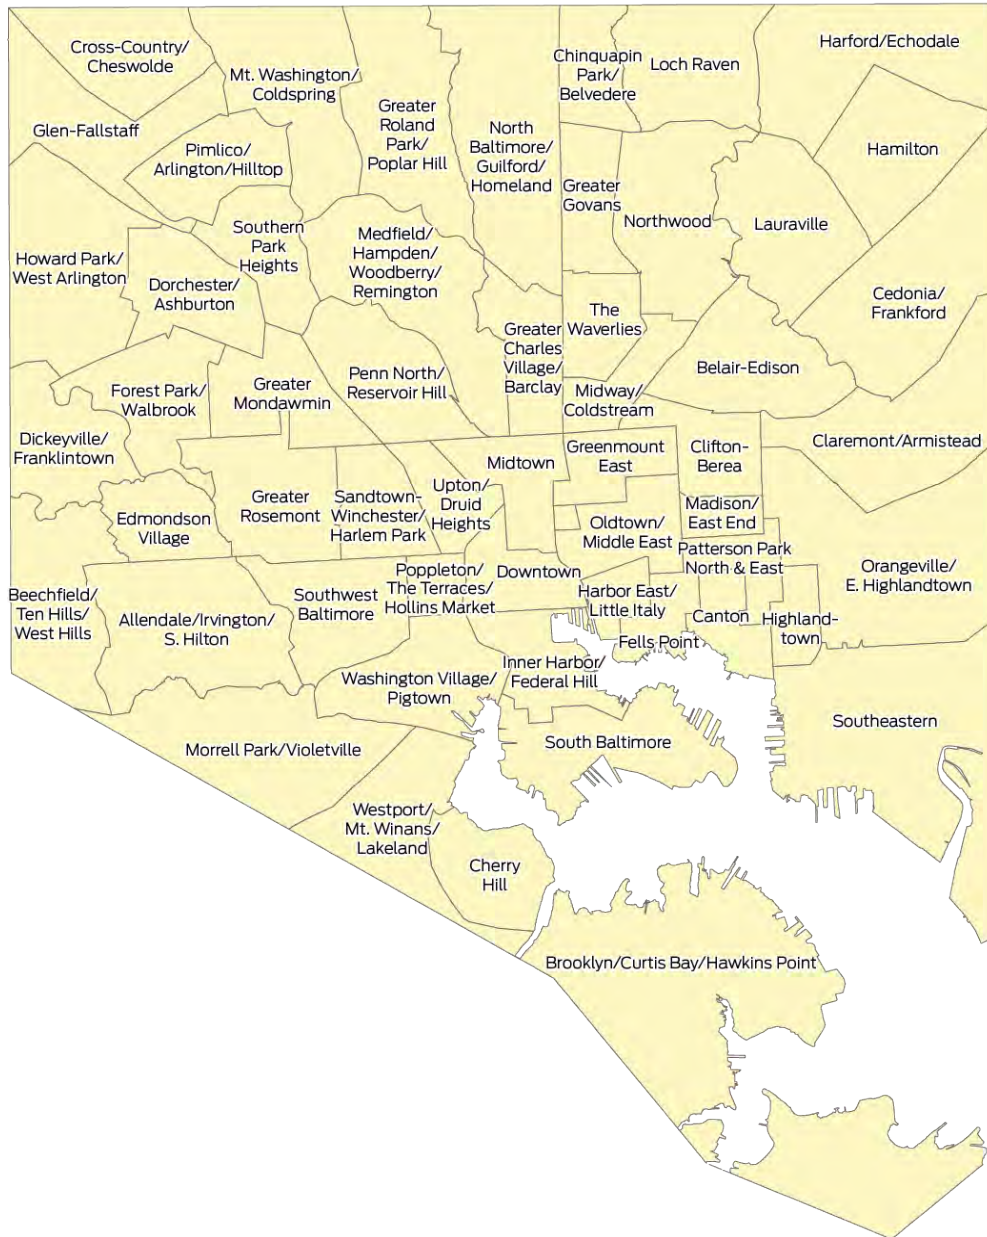 Cross-Country/
Cheswolde
Mt. Washington/
Coldspring
Greater
Roland
Park/
Poplar Hill
North
Baltimore/
Guilford/
Homeland
Chinquapin
Park/
Belvedere
Loch Raven
Harford/Echodale
Glen-Fallstaff
Pimlico/
Arlington/Hilltop
Hamilton
Greater
Govans
Northwood
Lauraville
Howard Park/
West Arlington
Dorchester/
Ashburton
Southern
Park
Heights
Medfield/
Hampden/
Woodberry/
Remington
Cedonia/
Frankford
The
Waverlies
Greater
Charles
Village/
Barclay
Belair-Edison
Forest Park/
Walbrook
Greater
Mondawmin
Penn North/
Reservoir Hill
Midway/
Coldstream
Dickeyville/
Franklintown
Midtown
Greenmount
East
Clifton-
Berea
Claremont/Armistead
Edmondson
Village
Greater
Rosemont
Sandtown-
Winchester/
Harlem Park
Upton/
Druid
Heights
Oldtown/
Middle East
Madison/
East End
Patterson Park
North & East
Orangeville/
E. Highlandtown
Beechfield/
Ten Hills/
West Hills
Allendale/Irvington/
S. Hilton
Southwest
Baltimore
Poppleton/
The Terraces/
Hollins Market
Downtown
Harbor East/
Little Italy
Canton
Highland-
town
Fells Point
Washington Village/
Pigtown
Inner Harbor/
Federal Hill
Southeastern
Morrell Park/Violetville
South Baltimore
Westport/
Mt. Winans/
Lakeland
Cherry
Hill
Brooklyn/Curtis Bay/Hawkins Point